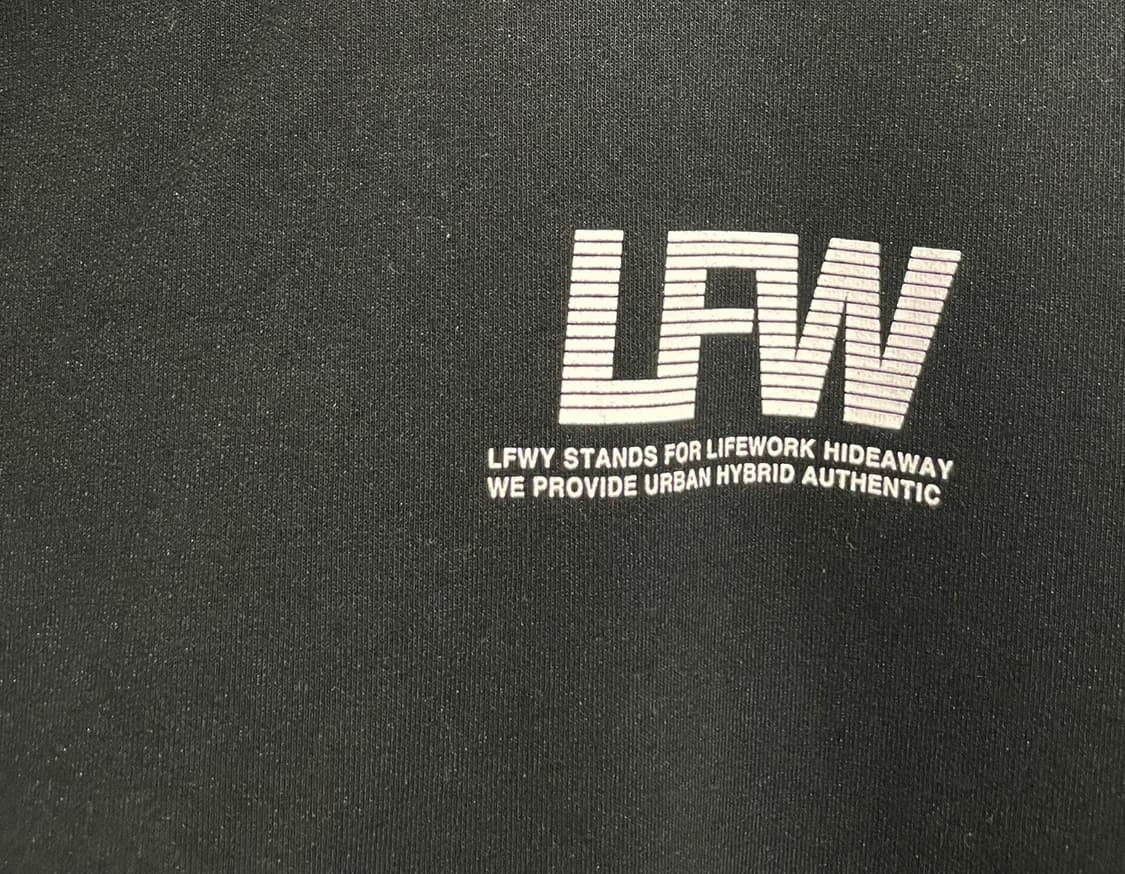 LFW
LFWY STANDS FOR LIFEWORK HIDEAWAY
WE PROVIDE URBAN HYBRID AUTHENTIC